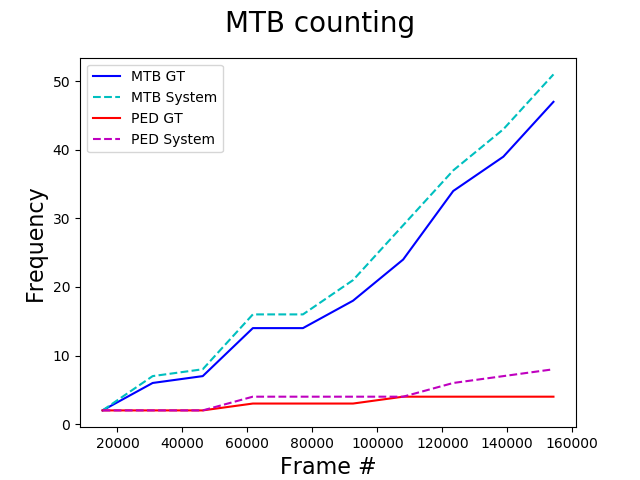 MTB counting
MTB GT
MTB System
PED GT
PED System
Frequency
50
40
30
20
10
0
20000 40000 60000 80000 100000 120000 140000 160000
Frame #